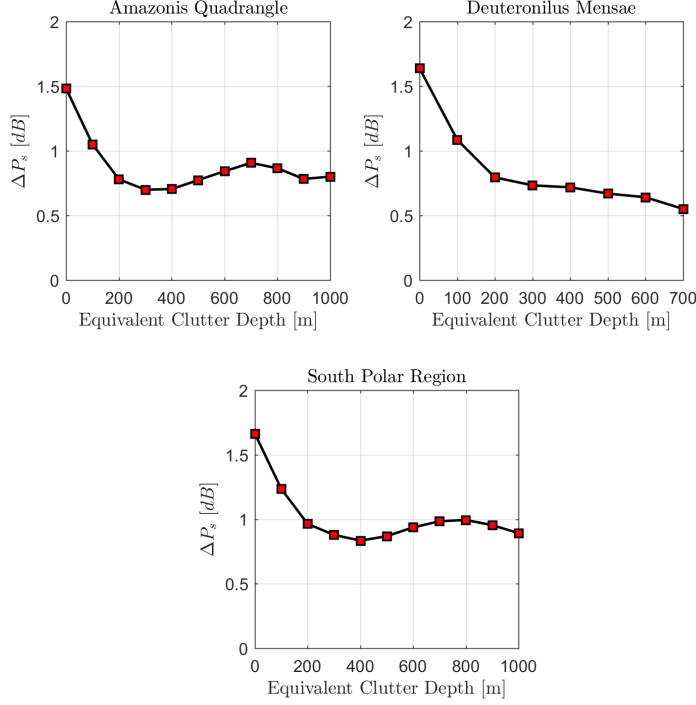 Amazonis Quadrangle
2
1.5
1
0.5
0
ΔPₛ [dB]
0 200 400 600 800 1000
Equivalent Clutter Depth [m]
Deuteronilus Mensae
2
1.5
1
0.5
0
ΔPₛ [dB]
0 100 200 300 400 500 600 700
Equivalent Clutter Depth [m]
South Polar Region
2
1.5
1
0.5
0
ΔPₛ [dB]
0 200 400 600 800 1000
Equivalent Clutter Depth [m]